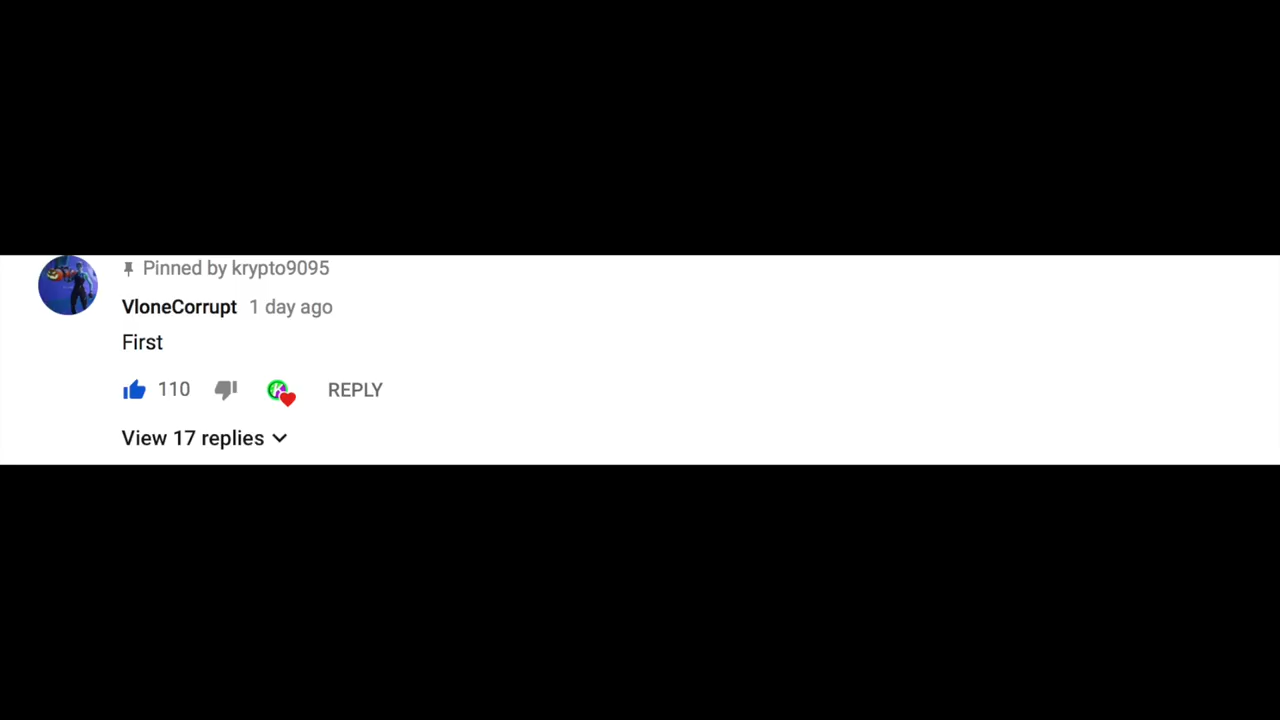 Pinned by krypto9095
VloneCorrupt 1 day ago
First
110 REPLY
View 17 replies